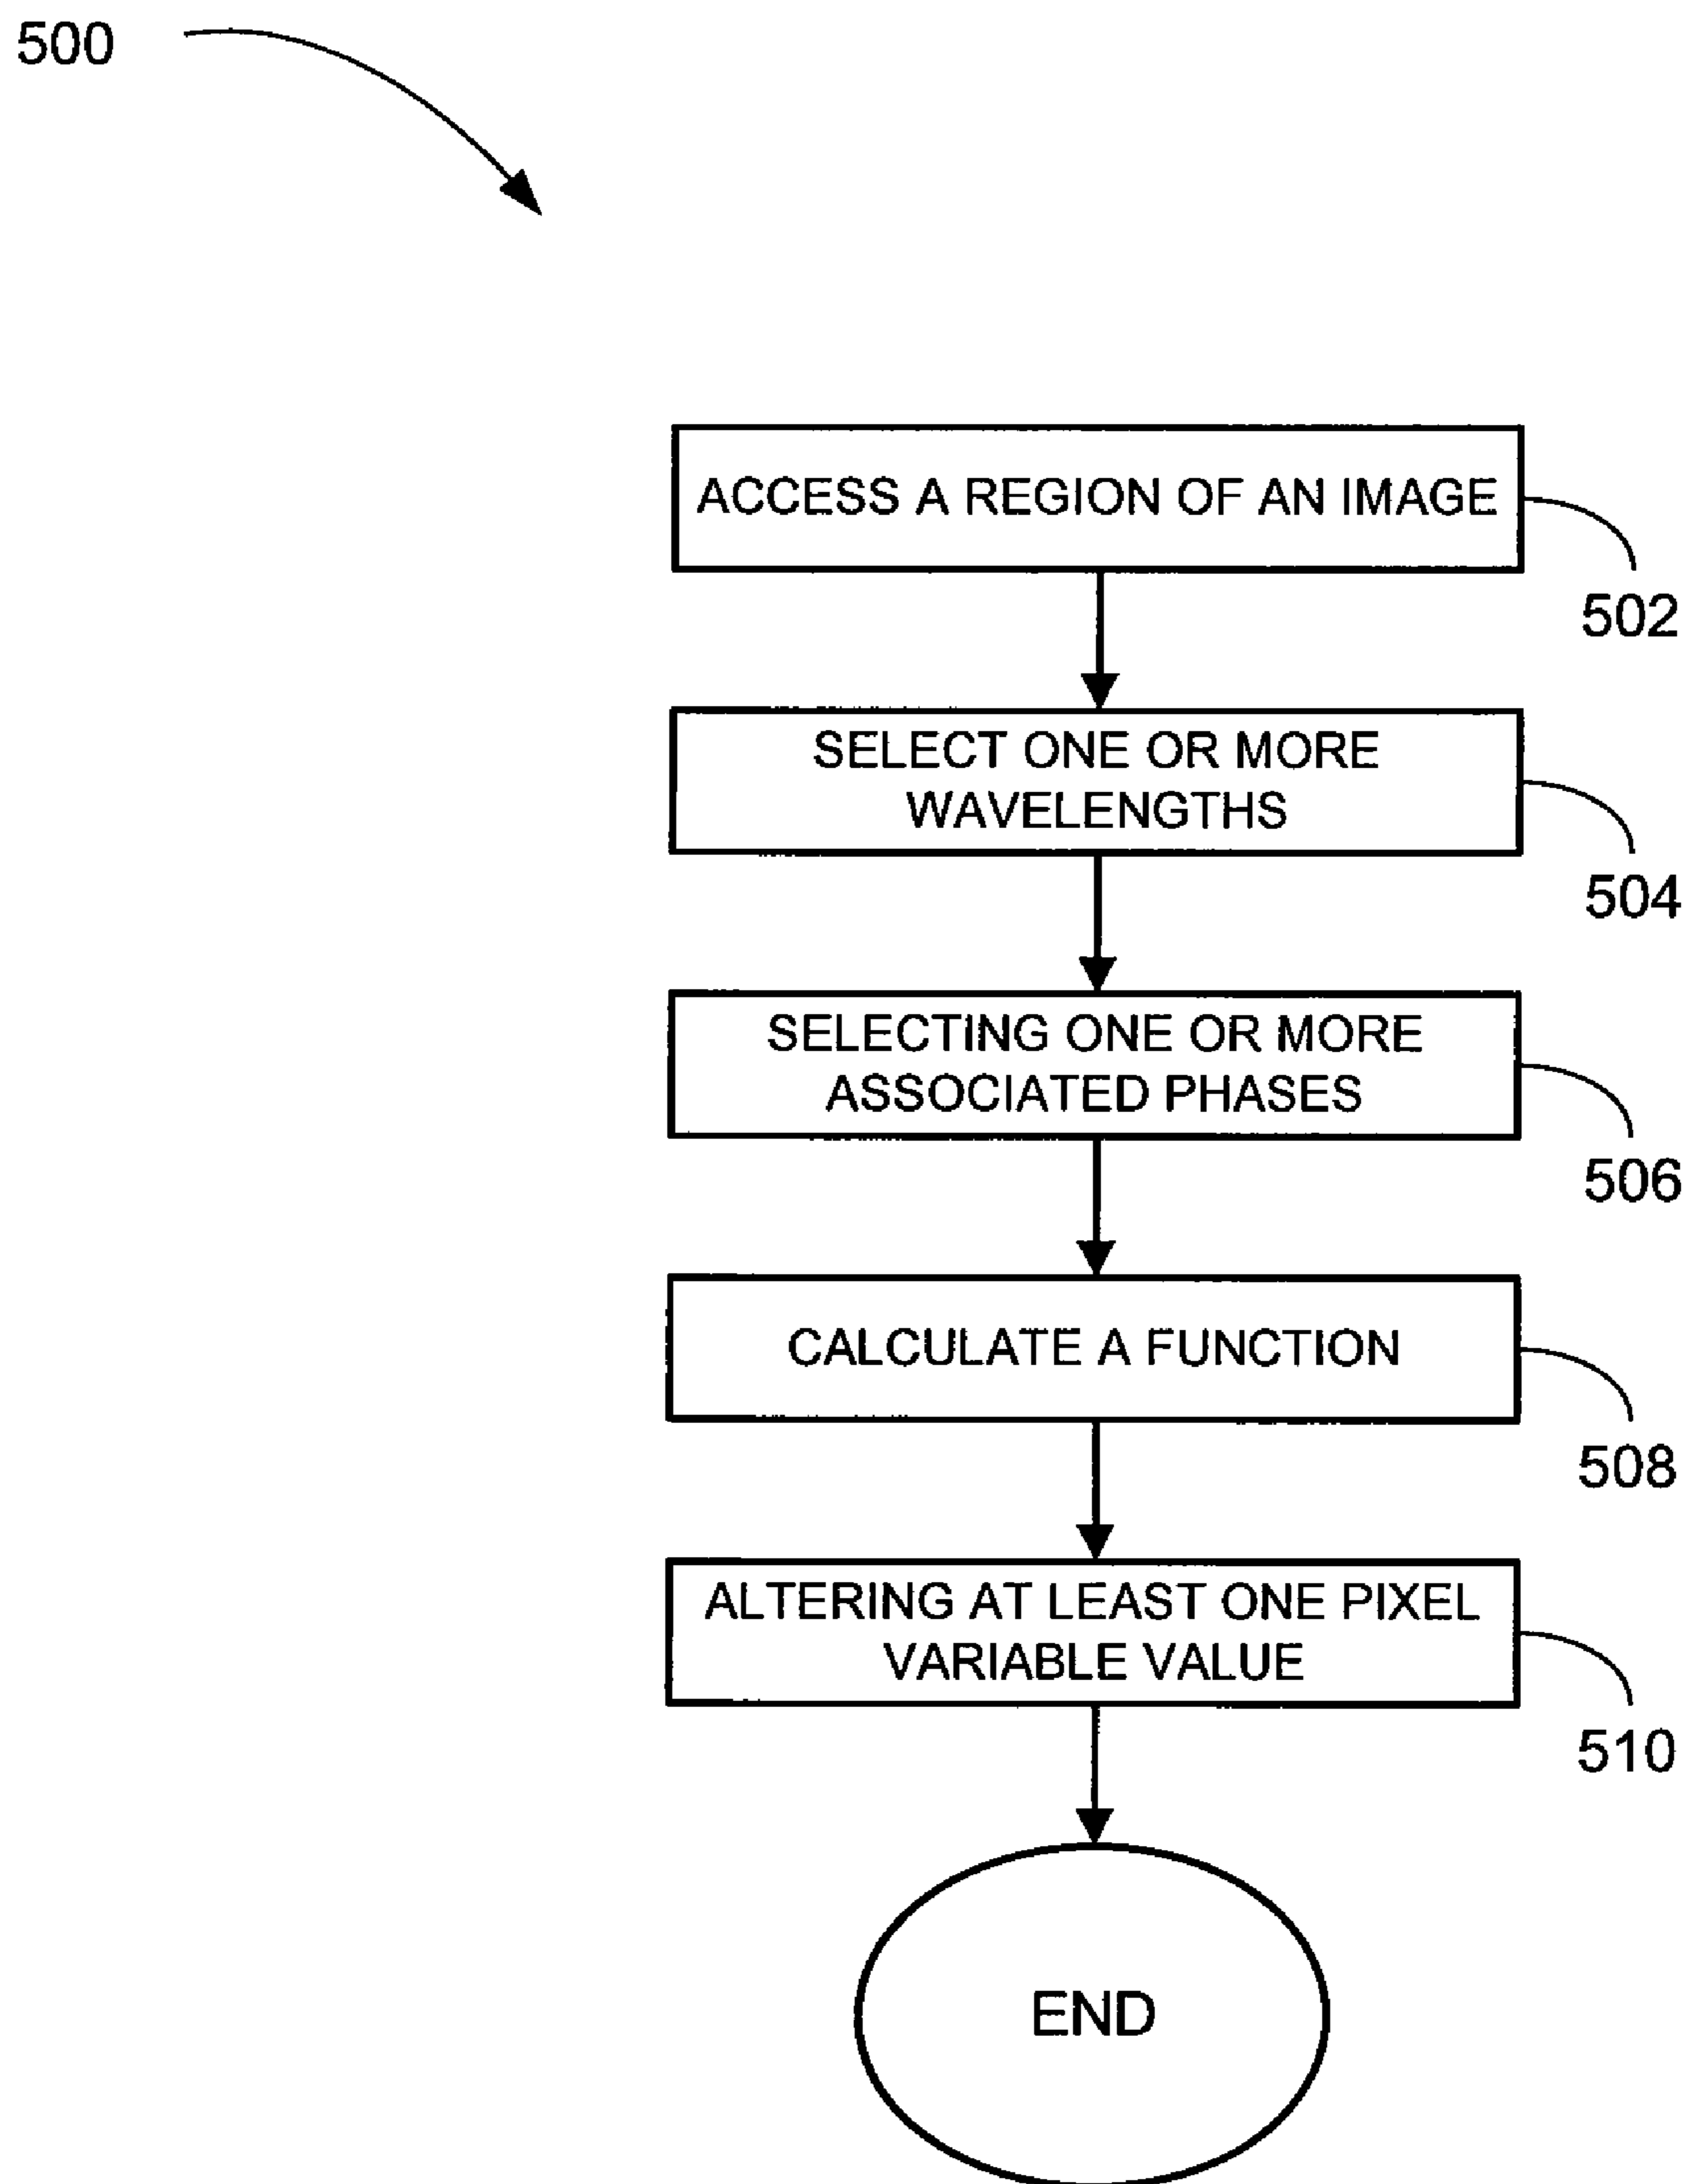 500
ACCESS A REGION OF AN IMAGE
502
SELECT ONE OR MORE
WAVELENGTHS
504
SELECTING ONE OR MORE
ASSOCIATED PHASES
506
CALCULATE A FUNCTION
508
ALTERING AT LEAST ONE PIXEL
VARIABLE VALUE
510
END